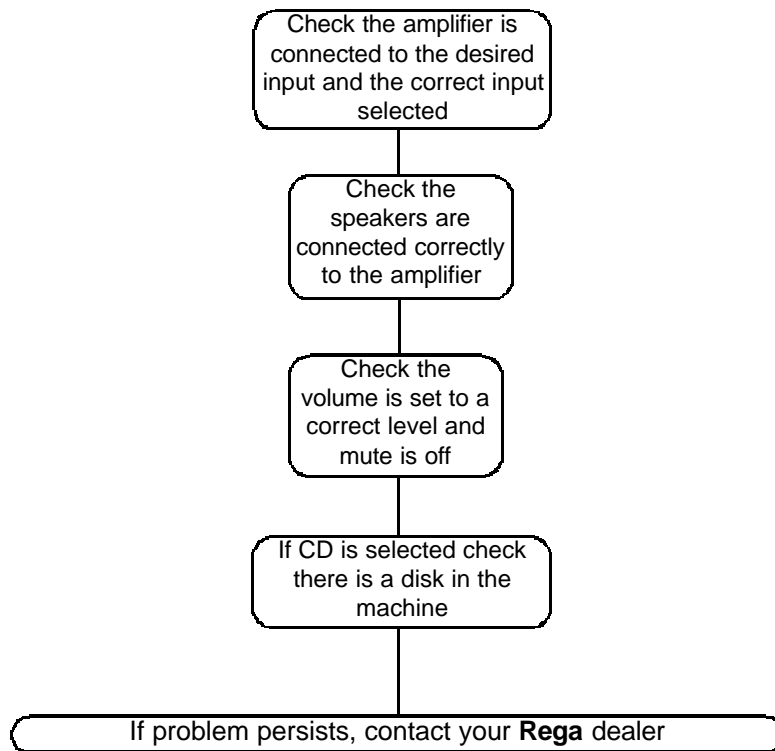 Check the amplifier is
connected to the desired
input and the correct input
selected
Check the
speakers are
connected correctly
to the amplifier
Check the
volume is set to a
correct level and
mute is off
If CD is selected check
there is a disk in the
machine
If problem persists, contact your Rega dealer